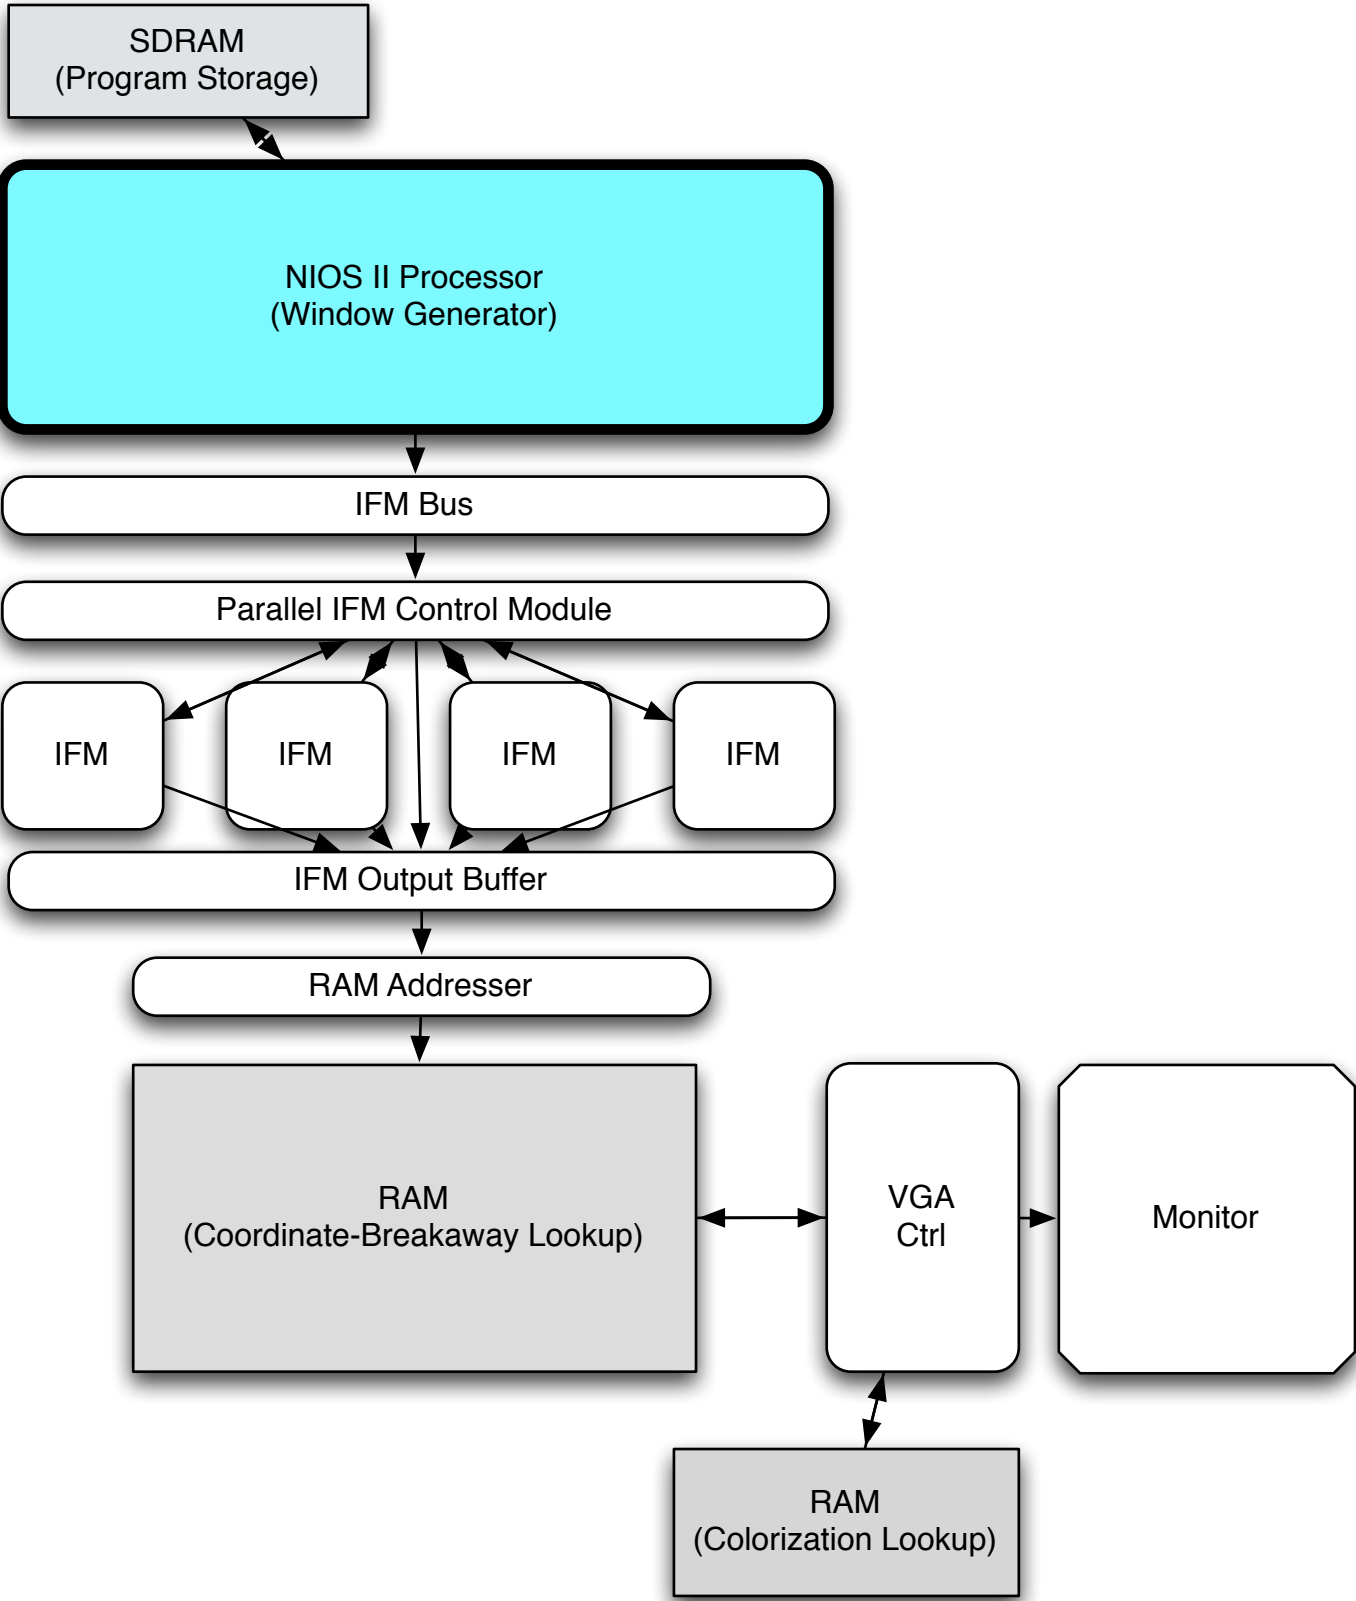 SDRAM
(Program Storage)
NIOS II Processor
(Window Generator)
IFM Bus
Parallel IFM Control Module
IFM
IFM
IFM
IFM
IFM Output Buffer
RAM Addresser
RAM
(Coordinate-Breakaway Lookup)
VGA
Ctrl
Monitor
RAM
(Colorization Lookup)